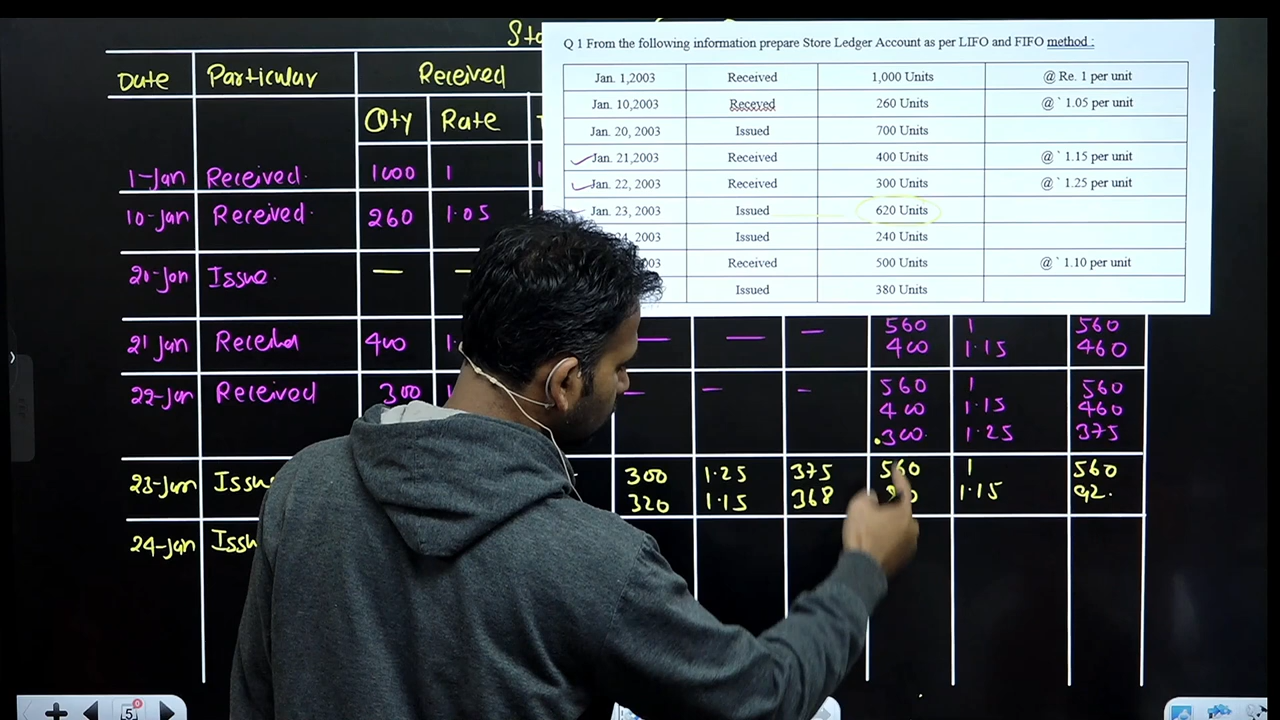 Q 1 From the following information prepare Store Ledger Account as per LIFO and FIFO method :
Jan. 1,2003 Received 1,000 Units @ Re. 1 per unit
Jan. 10,2003 Receved 260 Units @ ` 1.05 per unit
Jan. 20, 2003 Issued 700 Units
Jan. 21,2003 Received 400 Units @ ` 1.15 per unit
Jan. 22, 2003 Received 300 Units @ ` 1.25 per unit
Jan. 23, 2003 Issued 620 Units
2003 Issued 240 Units
Received 500 Units @ ` 1.10 per unit
Issued 380 Units
Date Particular Received
Qty Rate
1-Jan Received. 1000 1
10-Jan Received. 260 1.05
20-Jan Issue. — —
560 1 560
21 Jan 400 — — — 400 1.15 460
22-Jan Received 300 — — — 560 1 560
400 1.15 460
300. 1.25 375
23-Jan 300 1.25 375 560 1 560
320 1.15 368 1.15 92.
24-Jan
5